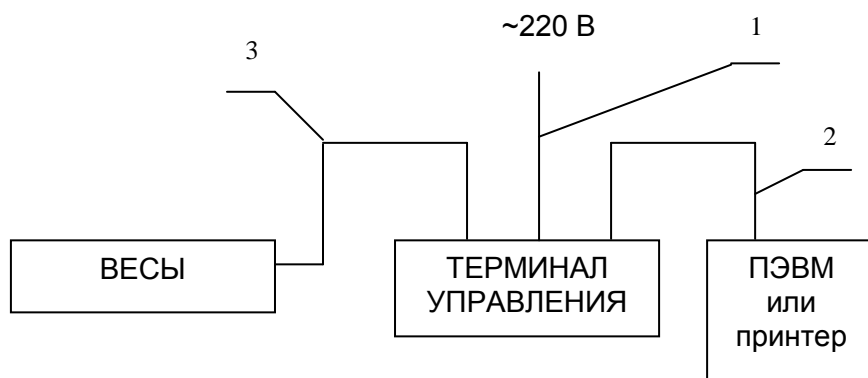 ~220 В
1
3
2
ВЕСЫ
ТЕРМИНАЛ
УПРАВЛЕНИЯ
ПЭВМ
или
принтер